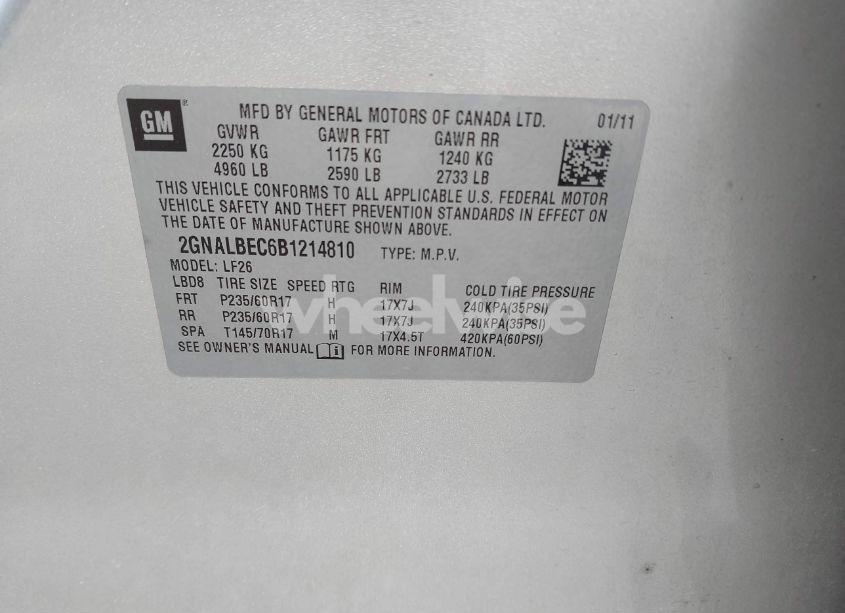 GM ®
MFD BY GENERAL MOTORS OF CANADA LTD. 01/11
GVWR GAWR FRT GAWR RR
2250 KG 1175 KG 1240 KG
4960 LB 2590 LB 2733 LB
THIS VEHICLE CONFORMS TO ALL APPLICABLE U.S. FEDERAL MOTOR
VEHICLE SAFETY AND THEFT PREVENTION STANDARDS IN EFFECT ON
THE DATE OF MANUFACTURE SHOWN ABOVE.
2GNALBEC6B1214810 TYPE: M.P.V.
MODEL: LF26
LBD8 TIRE SIZE SPEED RTG RIM COLD TIRE PRESSURE
FRT P235/60R17 H 17X7J 240KPA(35PSI)
RR P235/60R17 H 17X7J 240KPA(35PSI)
SPA T145/70R17 M 17X4.5T 420KPA(60PSI)
SEE OWNER'S MANUAL i FOR MORE INFORMATION.
wheelwise